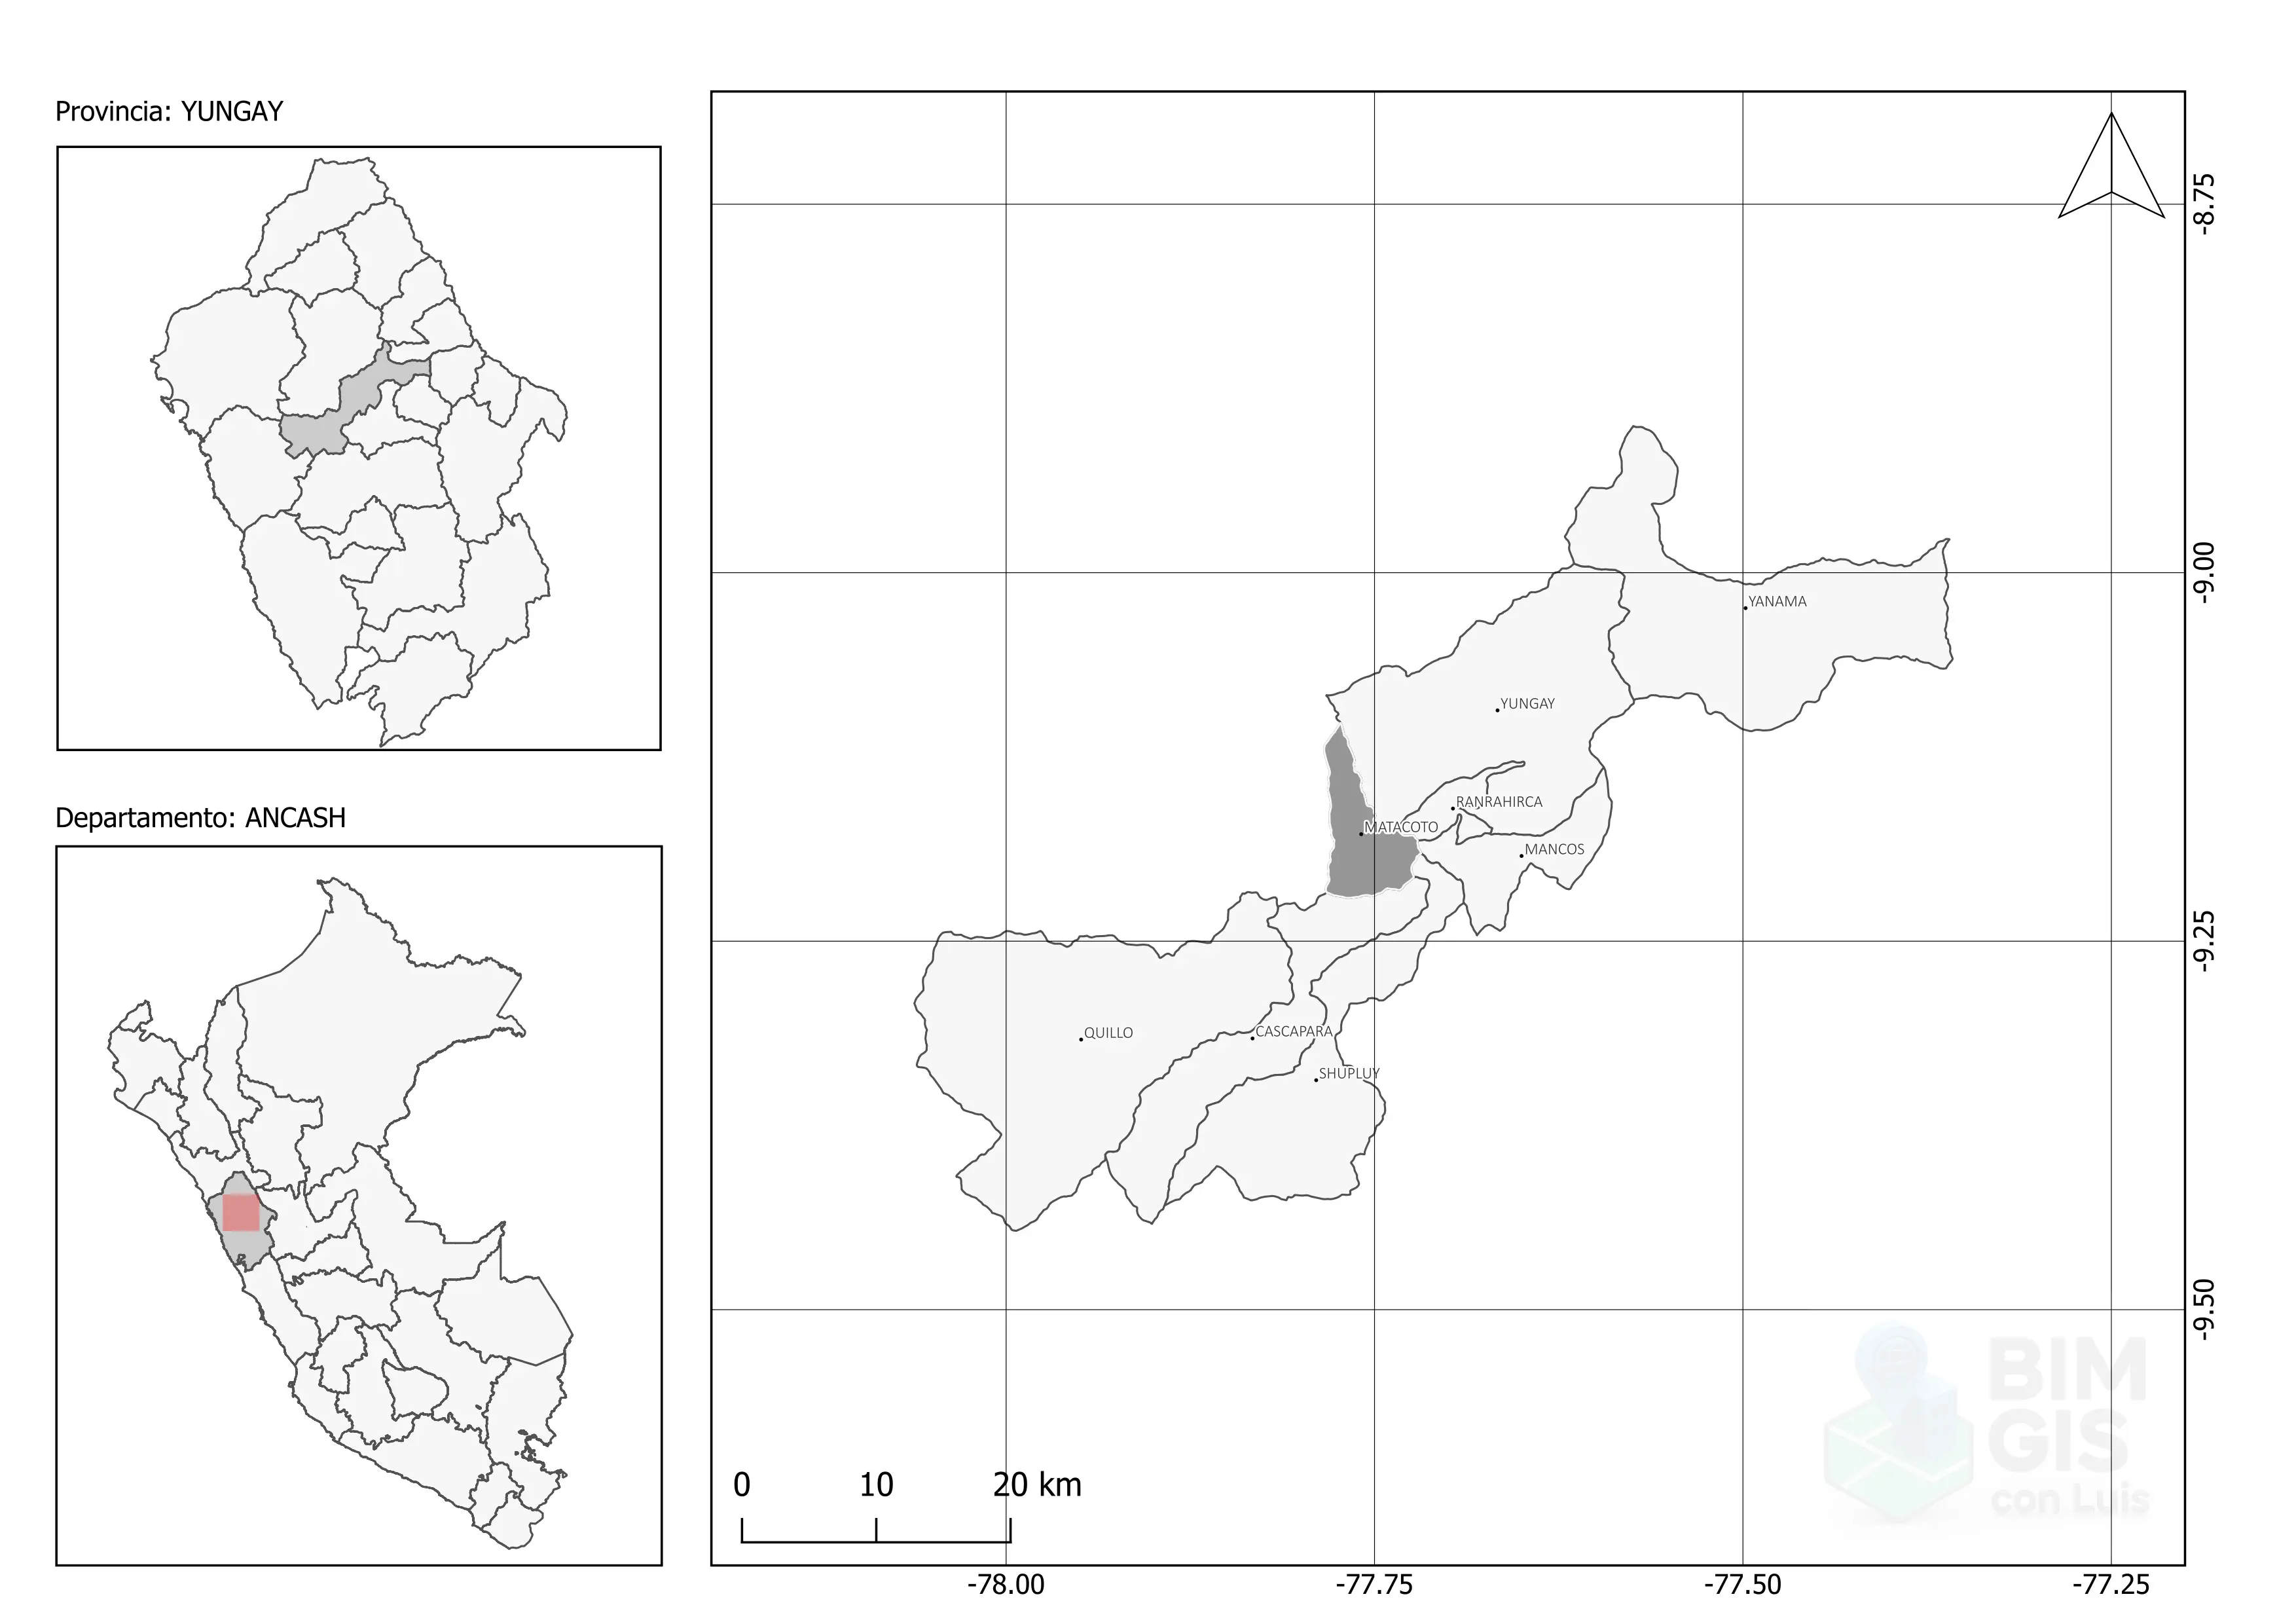 Provincia: YUNGAY
Departamento: ANCASH
-8.75
-9.00
YANAMA
YUNGAY
RANRAHIRCA
MATACOTO
MANCOS
-9.25
QUILLO
CASCAPARA
SHUPLUY
-9.50
BIM
GIS
con Luis
0 10 20 km
-78.00 -77.75 -77.50 -77.25